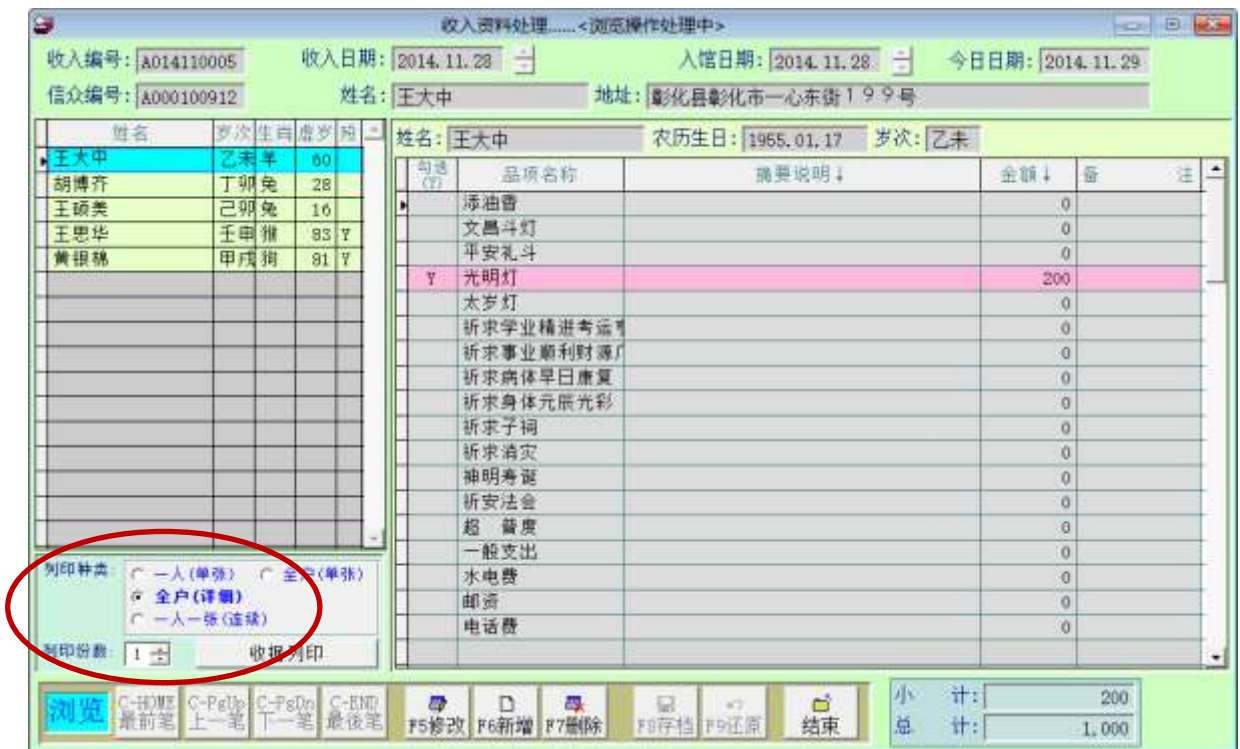 收入资料处理......<浏览操作处理中>
收入编号: A014110005 收入日期: 2014.11.28 入馆日期: 2014.11.28 今日日期: 2014.11.29
信众编号: A000100912 姓名: 王大中 地址: 彰化县彰化市一心东街199号
姓名 岁次 生肖 虚岁 殁
王大中 乙未 羊 60
胡博齐 丁卯 兔 28
王硕美 己卯 兔 16
王思华 壬申 猴 83 Y
黄银棉 甲戌 狗 81 Y
姓名: 王大中 农历生日: 1955.01.17 岁次: 乙未
勾选(Y) 品项名称 摘要说明↓ 金额↓ 备 注
添油香 0
文昌斗灯 0
平安礼斗 0
Y 光明灯 200
太岁灯 0
祈求学业精进考运 0
祈求事业顺利财源 0
祈求病体早日康复 0
祈求身体元辰光彩 0
祈求子祠 0
祈求消灾 0
神明寿诞 0
祈安法会 0
超 普度 0
一般支出 0
水电费 0
邮资 0
电话费 0
列印种类: 一人(单张) 全户(单张)
全户(详细)
一人一张(连续)
列印份数: 1 收据列印
浏览 C-HOME 最前笔 C-PgUp 上一笔 C-PgDn 下一笔 C-END 最後笔 F5修改 F6新增 F7删除 F8存档 F9还原 结束
小 计: 200
总 计: 1,000